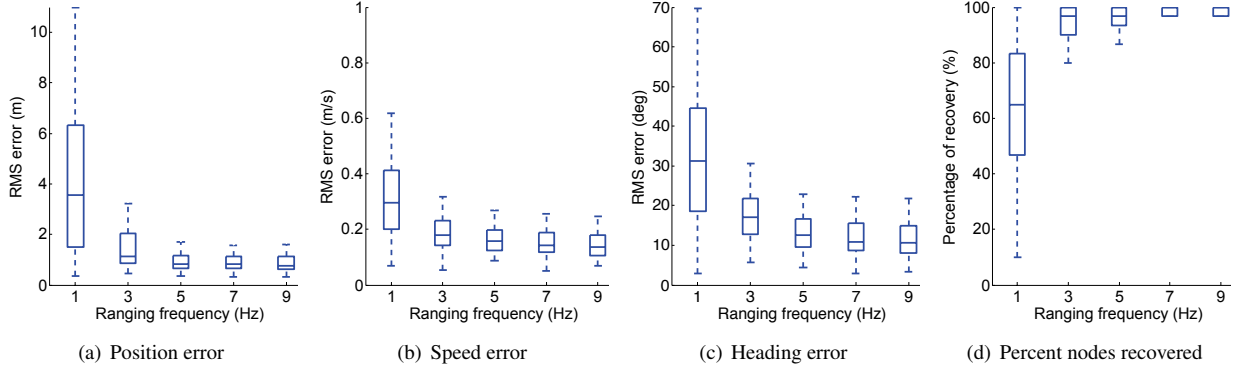 10
8
6
4
2
0
RMS error (m)
1 3 5 7 9
Ranging frequency (Hz)
(a) Position error
1
0.8
0.6
0.4
0.2
0
RMS error (m/s)
1 3 5 7 9
Ranging frequency (Hz)
(b) Speed error
70
60
50
40
30
20
10
0
RMS error (deg)
1 3 5 7 9
Ranging frequency (Hz)
(c) Heading error
100
80
60
40
20
0
Percentage of recovery (%)
1 3 5 7 9
Ranging frequency (Hz)
(d) Percent nodes recovered